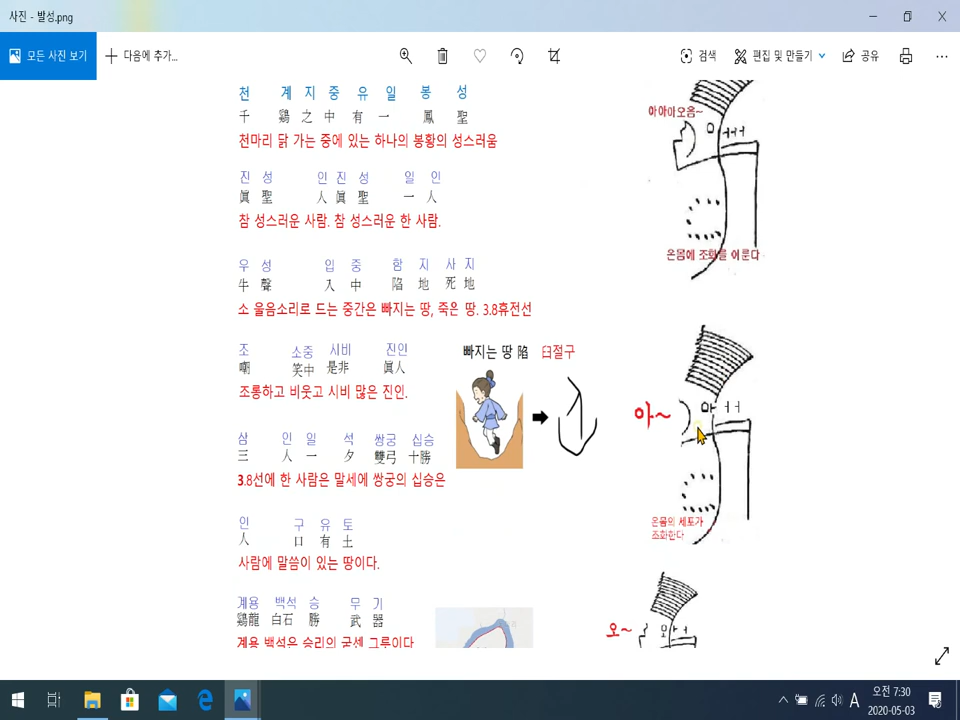 사진 - 발성.png
모든 사진 보기
다음에 추가...
검색
편집 및 만들기
공유
천 계 지 중 유 일 봉 성
千 鷄 之 中 有 一 鳳 聖
천마리 닭 가는 중에 있는 하나의 봉황의 성스러움
진 성 인 진 성 일 인
眞 聖 人 眞 聖 一 人
참 성스러운 사람. 참 성스러운 한 사람.
우 성 입 중 함 지 사 지
牛 聲 入 中 陷 地 死 地
소 울음소리로 드는 중간은 빠지는 땅, 죽은 땅. 3.8휴전선
조 소중 시비 진인
嘲 笑中 是非 眞人
조롱하고 비웃고 시비 많은 진인.
빠지는 땅 陷 臼절구
삼 인 일 석 쌍궁 십승
三 人 一 夕 雙弓 十勝
3.8선에 한 사람은 말세에 쌍궁의 십승은
인 구 유 토
人 口 有 土
사람에 말씀이 있는 땅이다.
계용 백석 승 무 기
鷄龍 白石 勝 武 器
계용 백석은 승리의 굳센 그릇이다
아아아오음~
ㅁ ㅓㅕ
온몸에 조화를 이룬다
아~
마 ㅓㅓ
온몸의 세포가
조화한다
오~
모 ㅏㅓ
A
오전 7:30
2020-05-03